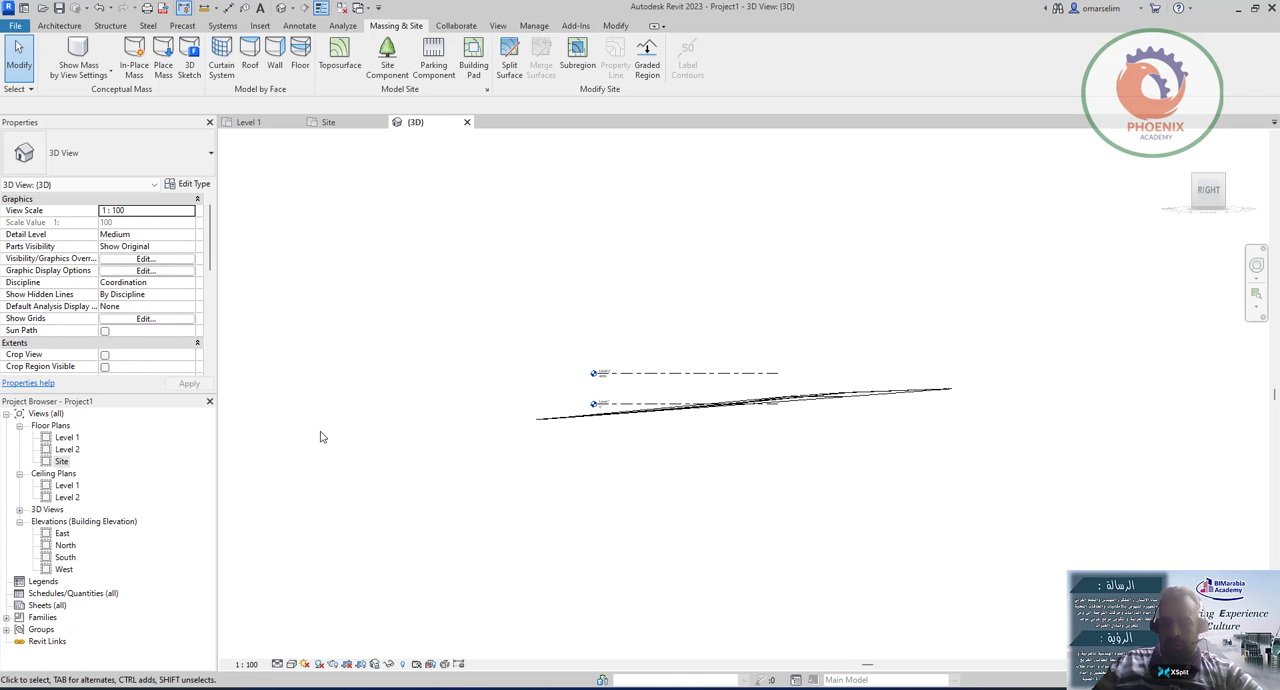 Autodesk Revit 2023 - Project1 - 3D View: {3D}
omarselim
File Architecture Structure Steel Precast Systems Insert Annotate Analyze Massing & Site Collaborate View Manage Add-Ins Modify
Modify
Show Mass by View Settings
In-Place Mass
Place Mass
3D Sketch
Curtain System
Roof
Wall
Floor
Toposurface
Site Component
Parking Component
Building Pad
Split Surface
Merge Surfaces
Subregion
Property Line
Graded Region
Label Contours
Select
Conceptual Mass
Model by Face
Model Site
Modify Site
PHOENIX
ACADEMY
Properties
Level 1
Site
{3D}
3D View
RIGHT
3D View: {3D}
Edit Type
Graphics
View Scale 1 : 100
Scale Value 1: 100
Detail Level Medium
Parts Visibility Show Original
Visibility/Graphics Overr... Edit...
Graphic Display Options Edit...
Discipline Coordination
Show Hidden Lines By Discipline
Default Analysis Display ... None
Show Grids Edit...
Sun Path
Extents
Crop View
Crop Region Visible
Properties help
Apply
Project Browser - Project1
Views (all)
Floor Plans
Level 1
Level 2
Site
Ceiling Plans
Level 1
Level 2
3D Views
Elevations (Building Elevation)
East
North
South
West
Legends
Schedules/Quantities (all)
Sheets (all)
Families
Groups
Revit Links
1 : 100
Click to select, TAB for alternates, CTRL adds, SHIFT unselects.
:0
Main Model
الرسالة :
الرؤية :
BIMarabia
Academy
Experience
Culture
XSplit